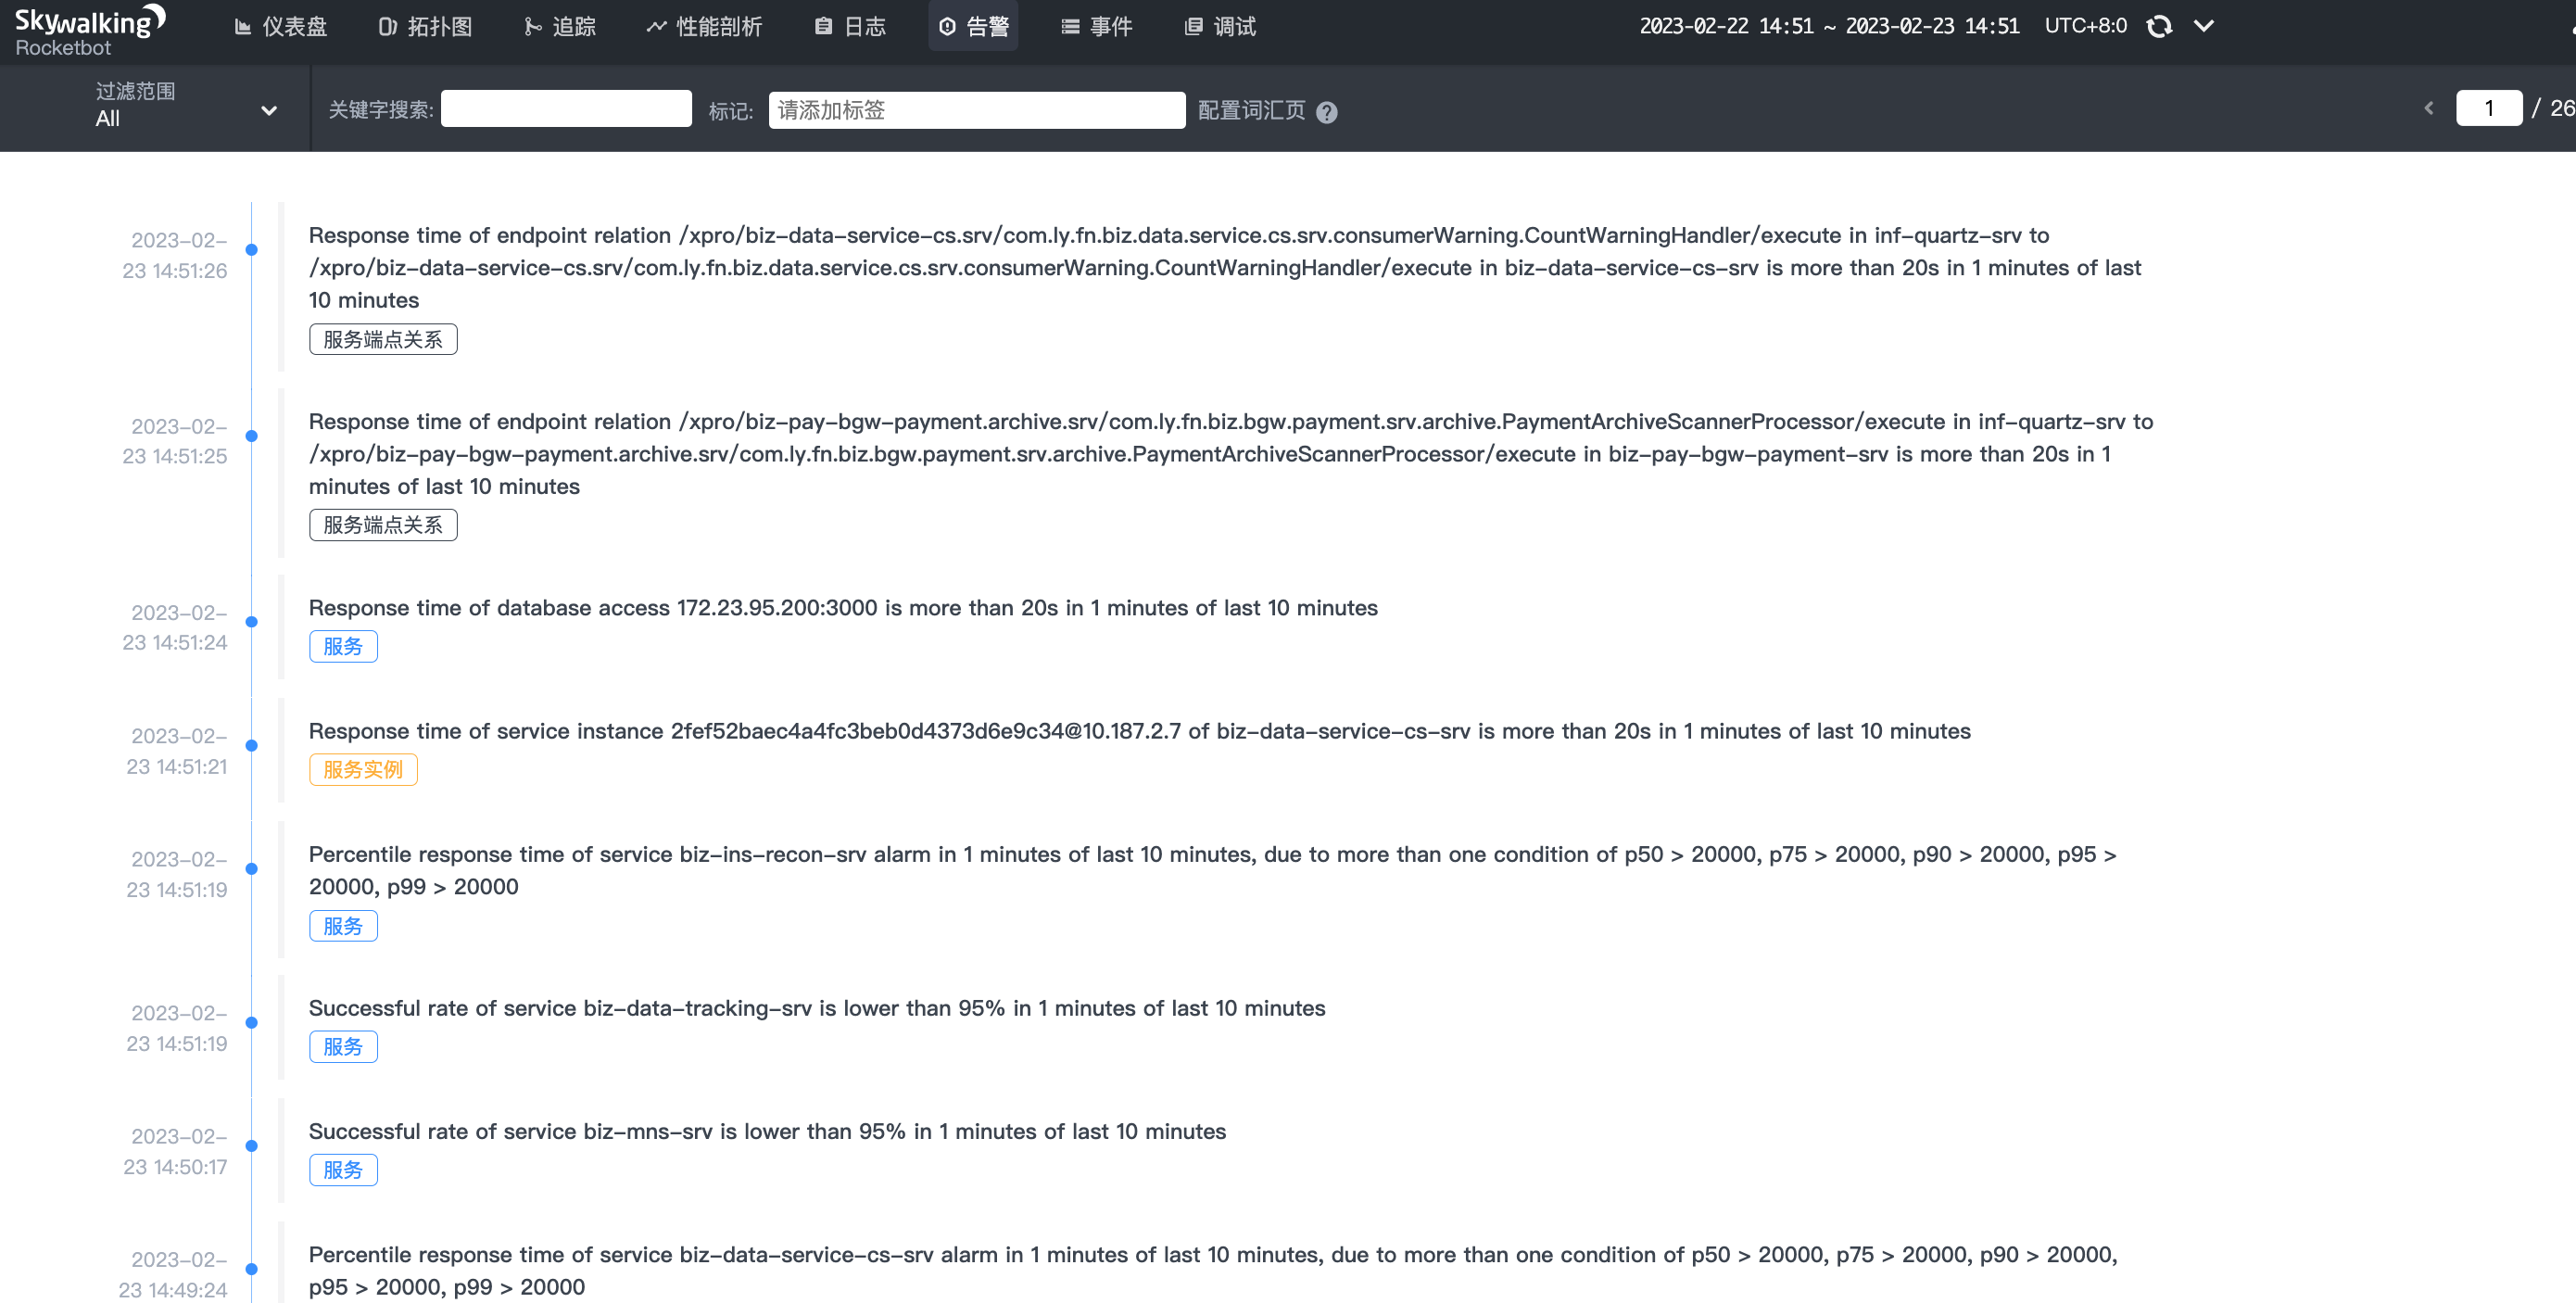 Skywalking
Rocketbot
仪表盘
拓扑图
追踪
性能剖析
日志
告警
事件
调试
2023-02-22 14:51 ~ 2023-02-23 14:51
UTC+8:0
过滤范围
All
关键字搜索:
标记:
请添加标签
配置词汇页
?
1
/ 26
2023-02-
23 14:51:26
Response time of endpoint relation /xpro/biz-data-service-cs.srv/com.ly.fn.biz.data.service.cs.srv.consumerWarning.CountWarningHandler/execute in inf-quartz-srv to
/xpro/biz-data-service-cs.srv/com.ly.fn.biz.data.service.cs.srv.consumerWarning.CountWarningHandler/execute in biz-data-service-cs-srv is more than 20s in 1 minutes of last
10 minutes
服务端点关系
2023-02-
23 14:51:25
Response time of endpoint relation /xpro/biz-pay-bgw-payment.archive.srv/com.ly.fn.biz.bgw.payment.srv.archive.PaymentArchiveScannerProcessor/execute in inf-quartz-srv to
/xpro/biz-pay-bgw-payment.archive.srv/com.ly.fn.biz.bgw.payment.srv.archive.PaymentArchiveScannerProcessor/execute in biz-pay-bgw-payment-srv is more than 20s in 1
minutes of last 10 minutes
服务端点关系
2023-02-
23 14:51:24
Response time of database access 172.23.95.200:3000 is more than 20s in 1 minutes of last 10 minutes
服务
2023-02-
23 14:51:21
Response time of service instance 2fef52baec4a4fc3beb0d4373d6e9c34@10.187.2.7 of biz-data-service-cs-srv is more than 20s in 1 minutes of last 10 minutes
服务实例
2023-02-
23 14:51:19
Percentile response time of service biz-ins-recon-srv alarm in 1 minutes of last 10 minutes, due to more than one condition of p50 > 20000, p75 > 20000, p90 > 20000, p95 >
20000, p99 > 20000
服务
2023-02-
23 14:51:19
Successful rate of service biz-data-tracking-srv is lower than 95% in 1 minutes of last 10 minutes
服务
2023-02-
23 14:50:17
Successful rate of service biz-mns-srv is lower than 95% in 1 minutes of last 10 minutes
服务
2023-02-
23 14:49:24
Percentile response time of service biz-data-service-cs-srv alarm in 1 minutes of last 10 minutes, due to more than one condition of p50 > 20000, p75 > 20000, p90 > 20000,
p95 > 20000, p99 > 20000